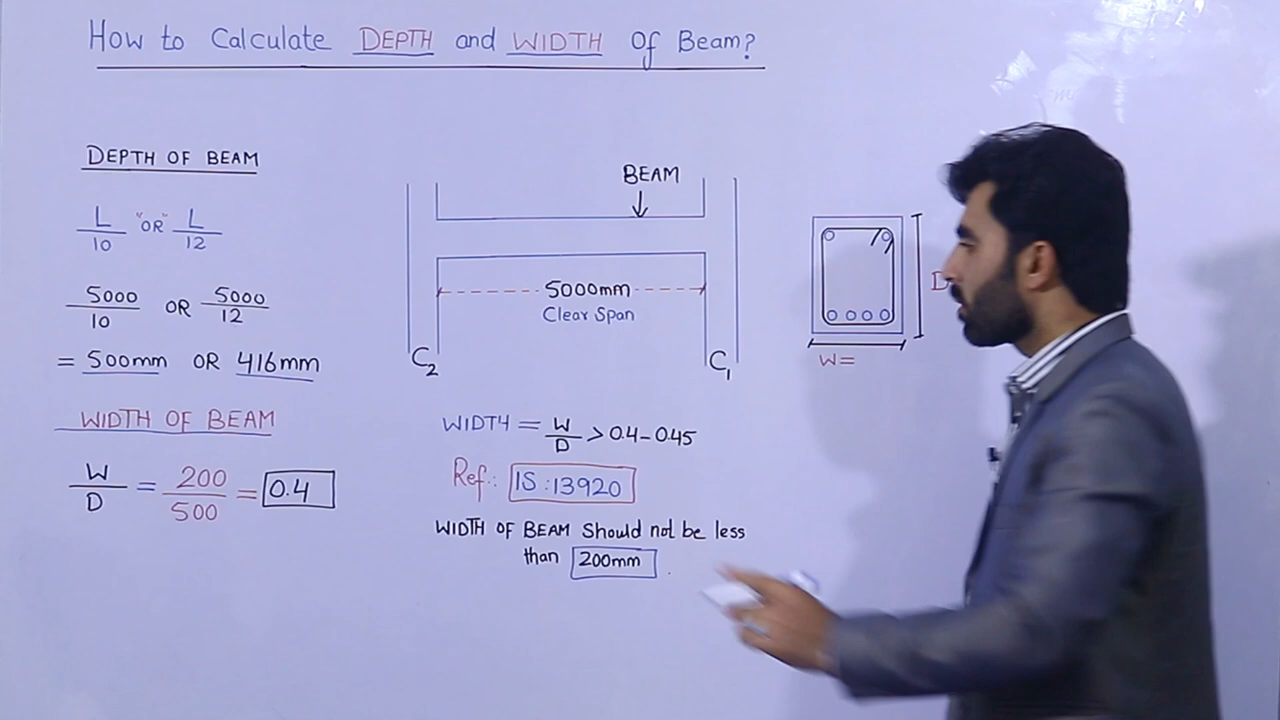 How to Calculate DEPTH and WIDTH Of Beam?
DEPTH OF BEAM
L/10 "OR" L/12
5000/10 OR 5000/12
= 500mm OR 416mm
WIDTH OF BEAM
W/D = 200/500 = 0.4
BEAM
5000mm
Clear Span
C2
C1
WIDT4 = W/D > 0.4-0.45
Ref.: IS:13920
WIDTH OF BEAM Should not be less
than 200mm
D
W=